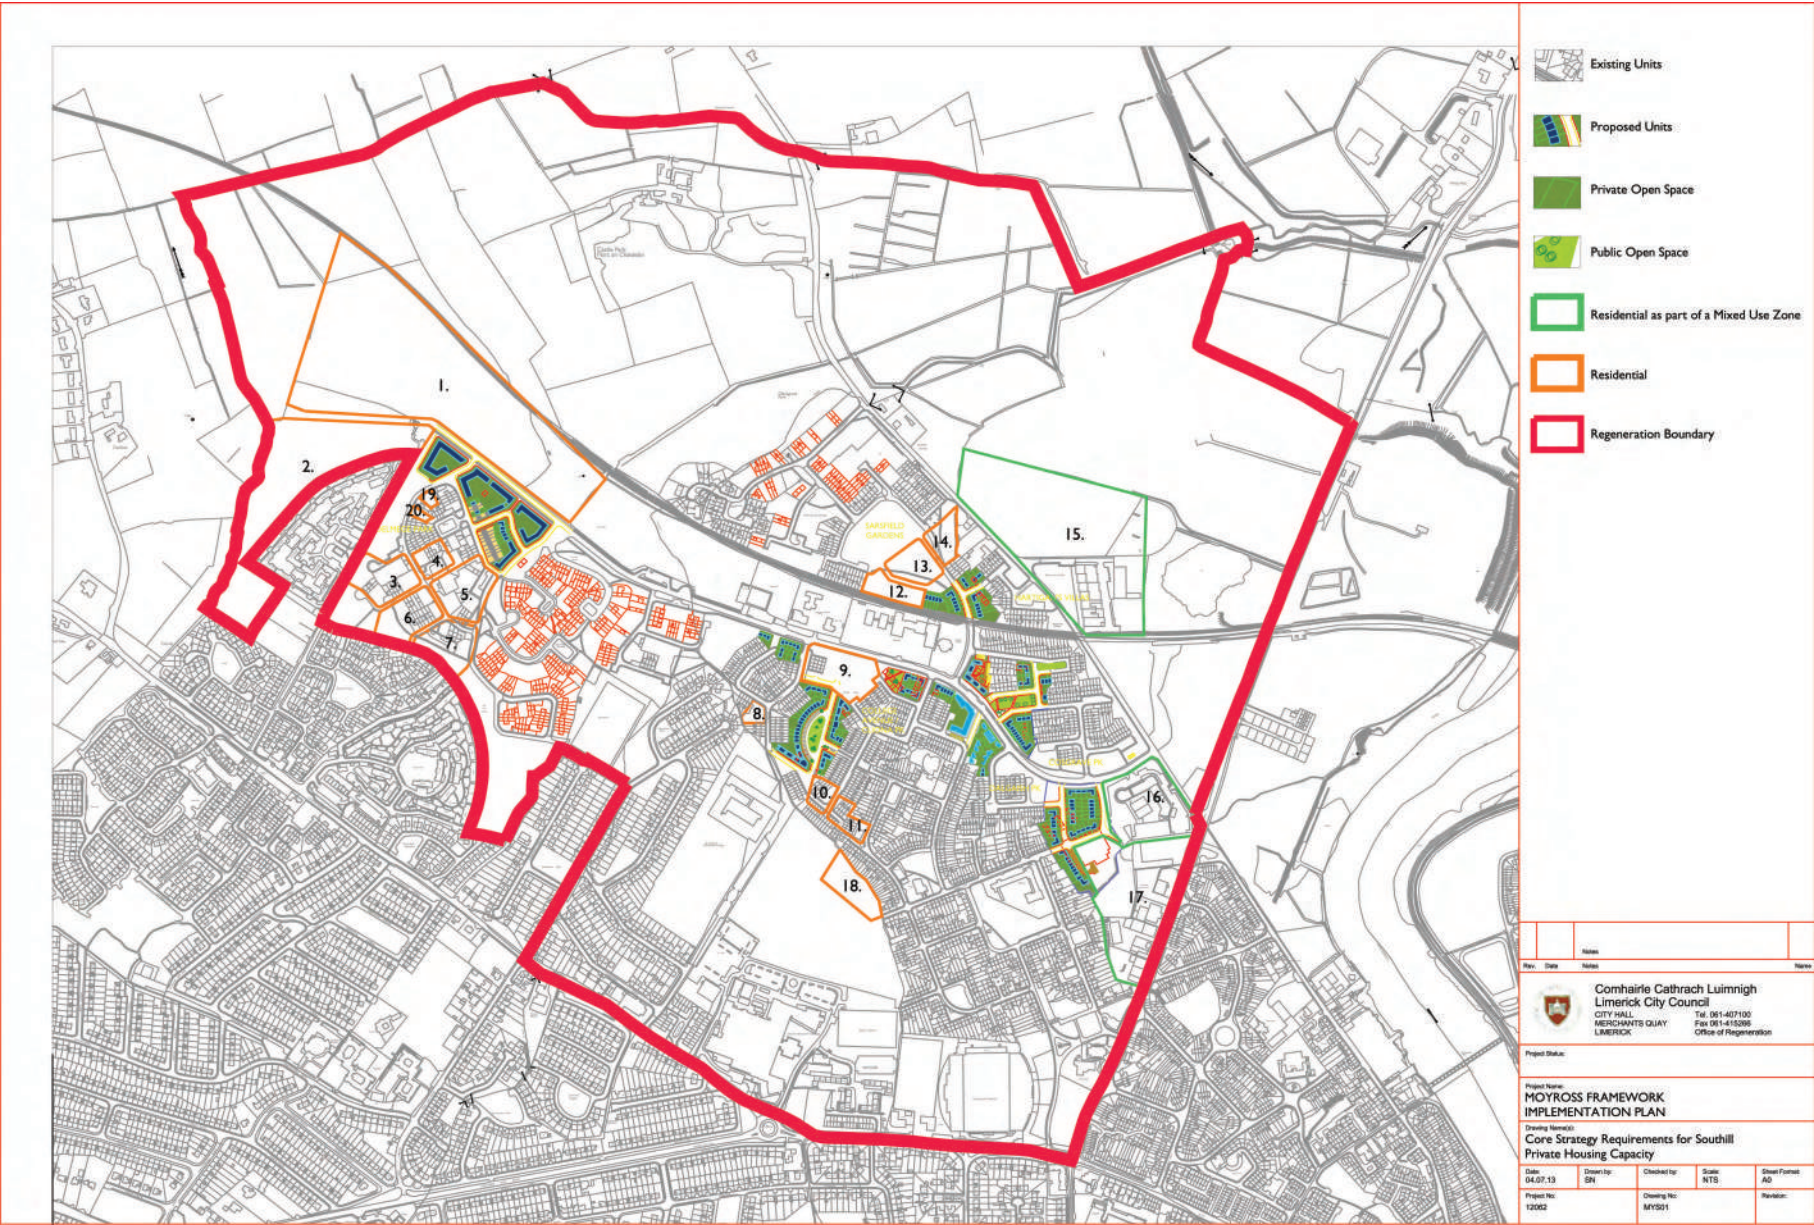 Existing Units
Proposed Units
Private Open Space
Public Open Space
Residential as part of a Mixed Use Zone
Residential
Regeneration Boundary
1.
2.
19.
20.
4.
3.
5.
6.
7.
SARSFIELD
GARDENS
14.
13.
12.
15.
9.
8.
10.
11.
18.
16.
17.
Notes
Rev. Date Notes Name
Comhairle Cathrach Luimnigh
Limerick City Council
CITY HALL Tel. 061-407100
MERCHANTS QUAY Fax 061-415266
LIMERICK Office of Regeneration
Project Status:
Project Name:
MOYROSS FRAMEWORK
IMPLEMENTATION PLAN
Drawing Name(s):
Core Strategy Requirements for Southill
Private Housing Capacity
Date: Drawn by: Checked by: Scale: Sheet Format:
04.07.13 SN NTS A0
Project No: Drawing No: Revision:
12062 MYS01